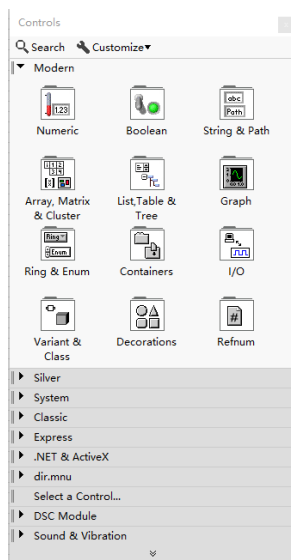 Controls
Search Customize
Modern
1.23
abc
Path
Numeric Boolean String & Path
Array, Matrix & Cluster List, Table & Tree Graph
Ring
Enum
Ring & Enum Containers I/O
#
Variant & Class Decorations Refnum
Silver
System
Classic
Express
.NET & ActiveX
dir.mnu
Select a Control...
DSC Module
Sound & Vibration